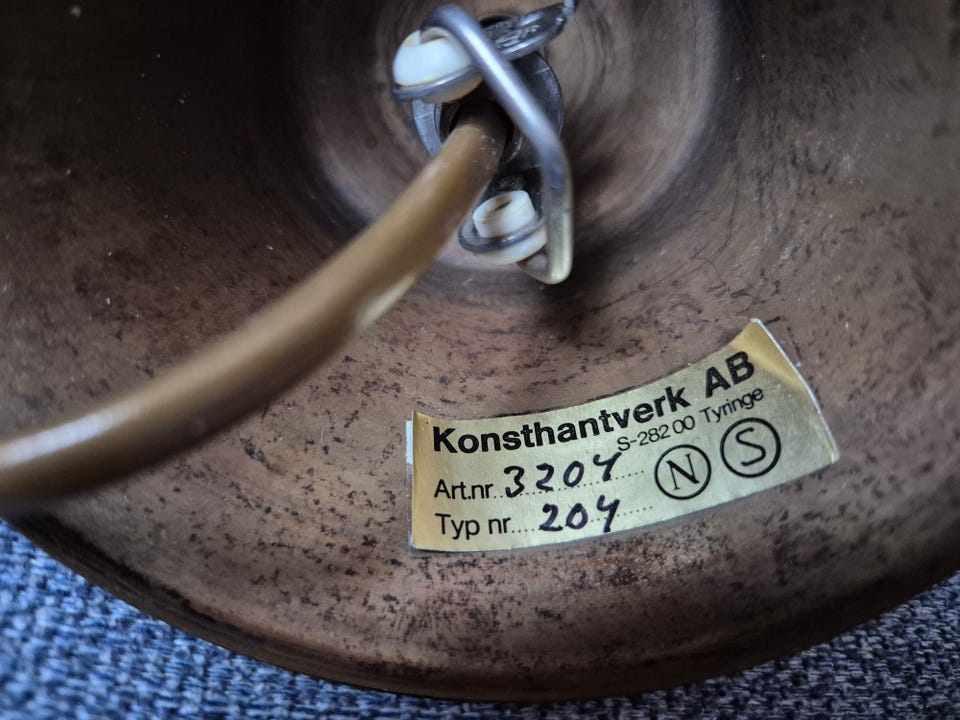 Konsthantverk AB
S-282 00 Tyringe
Art.nr...3204......
Typ nr....204......
N S